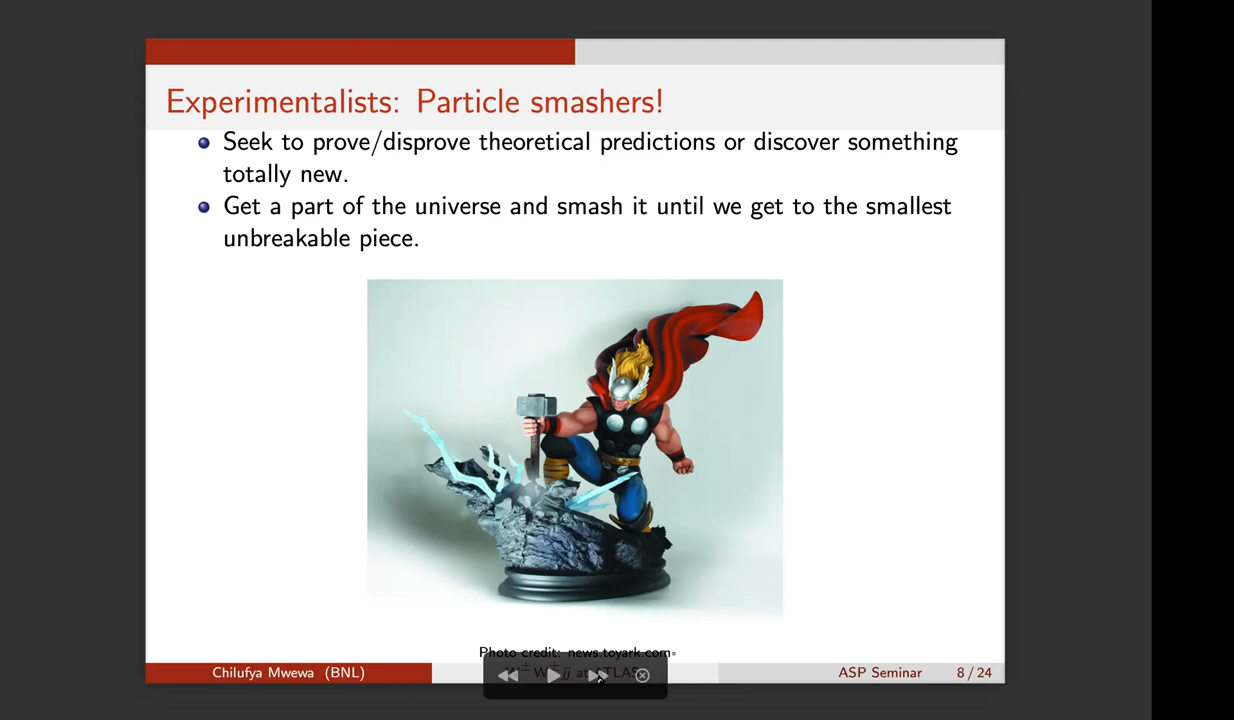 Experimentalists: Particle smashers!
Seek to prove/disprove theoretical predictions or discover something
totally new.
Get a part of the universe and smash it until we get to the smallest
unbreakable piece.
Photo credit: news.toyark.com
Chilufya Mwewa (BNL)
W±W±jj at ATLAS
ASP Seminar
8 / 24